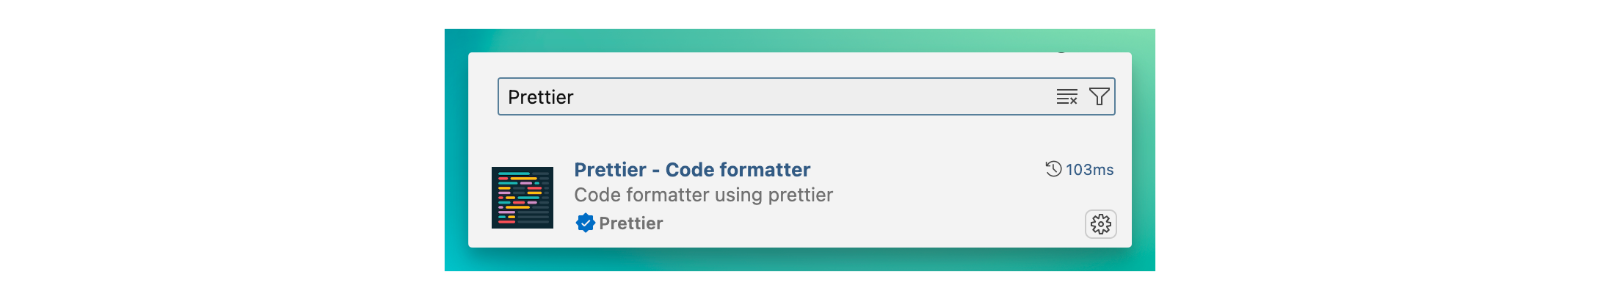 Prettier
Prettier - Code formatter
103ms
Code formatter using prettier
Prettier